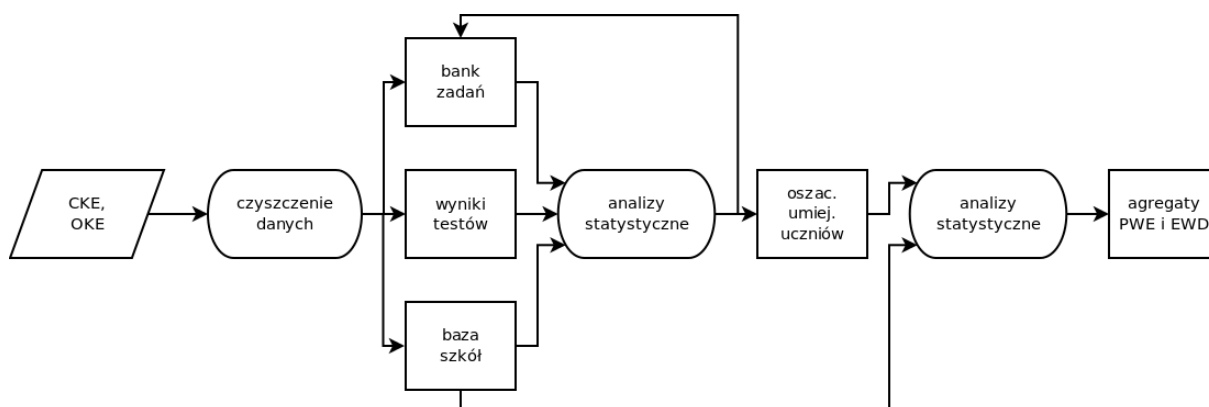 bank
zadań
CKE,
OKE
czyszczenie
danych
wyniki
testów
analizy
statystyczne
oszac.
umiej.
uczniów
analizy
statystyczne
agregaty
PWE i EWD
baza
szkół